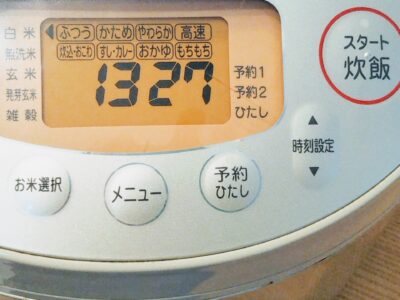 白米 ◀ ふつう かため やわらか 高速
無洗米 炊込・おこわ すし・カレー おかゆ もちもち
玄米
発芽玄米
雑穀
1327
予約1
予約2
ひたし
スタート
炊飯
▲
時刻設定
▼
お米選択
メニュー
予約
ひたし